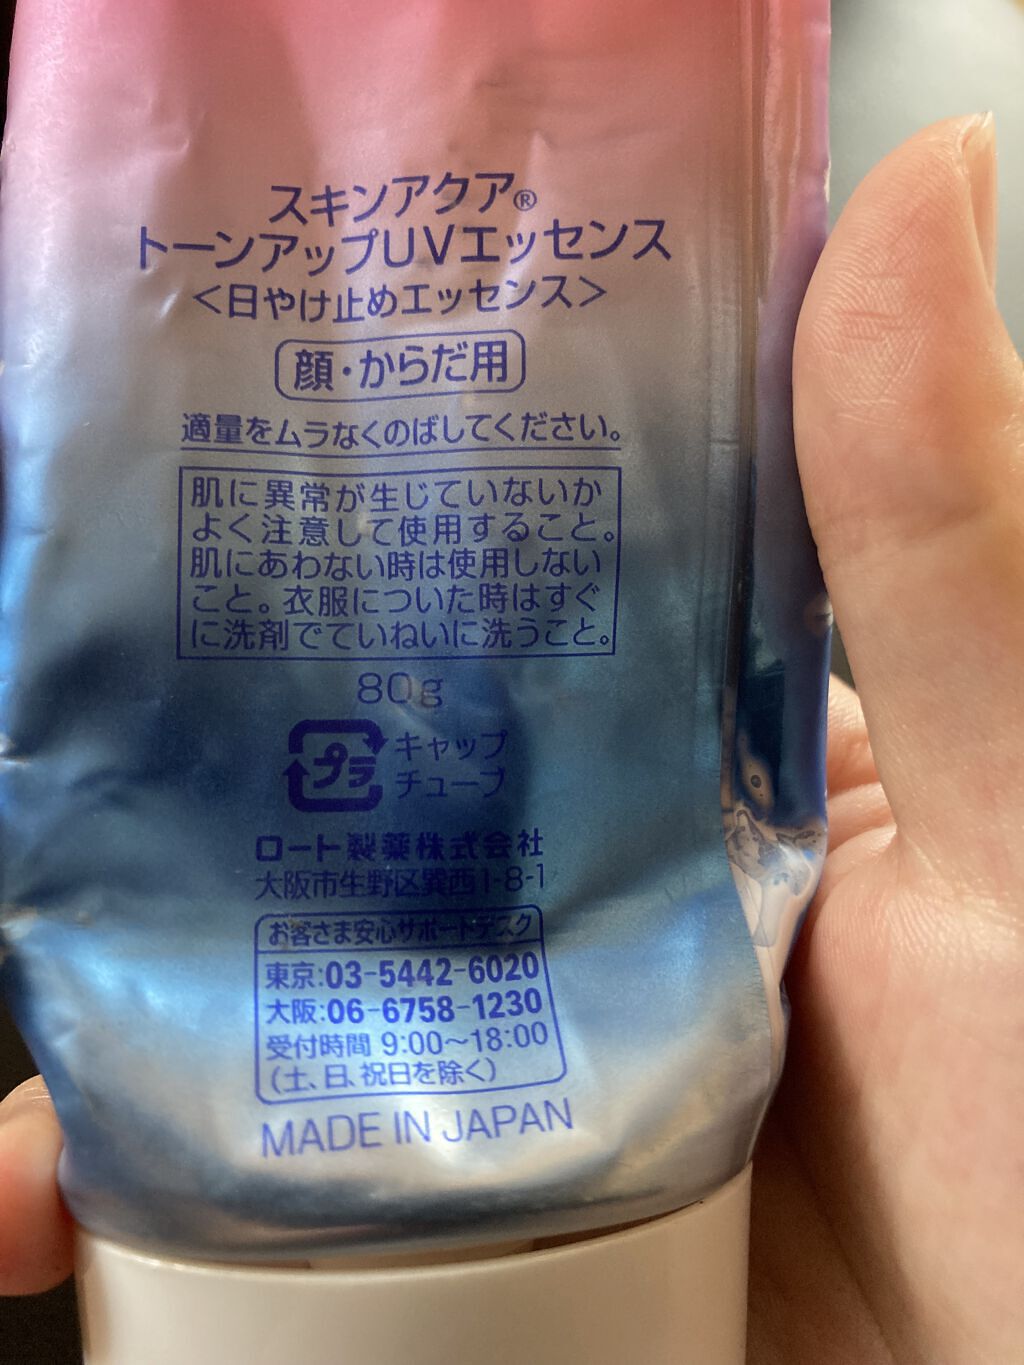 スキンアクア®
トーンアップUVエッセンス
<日やけ止めエッセンス>
顔・からだ用
適量をムラなくのばしてください。
肌に異常が生じていないか
よく注意して使用すること。
肌にあわない時は使用しない
こと。衣服についた時はすぐ
に洗剤でていねいに洗うこと。
80g
プラ キャップ
チューブ
ロート製薬株式会社
大阪市生野区巽西1-8-1
お客さま安心サポートデスク
東京:03-5442-6020
大阪:06-6758-1230
受付時間 9:00~18:00
(土、日、祝日を除く)
MADE IN JAPAN